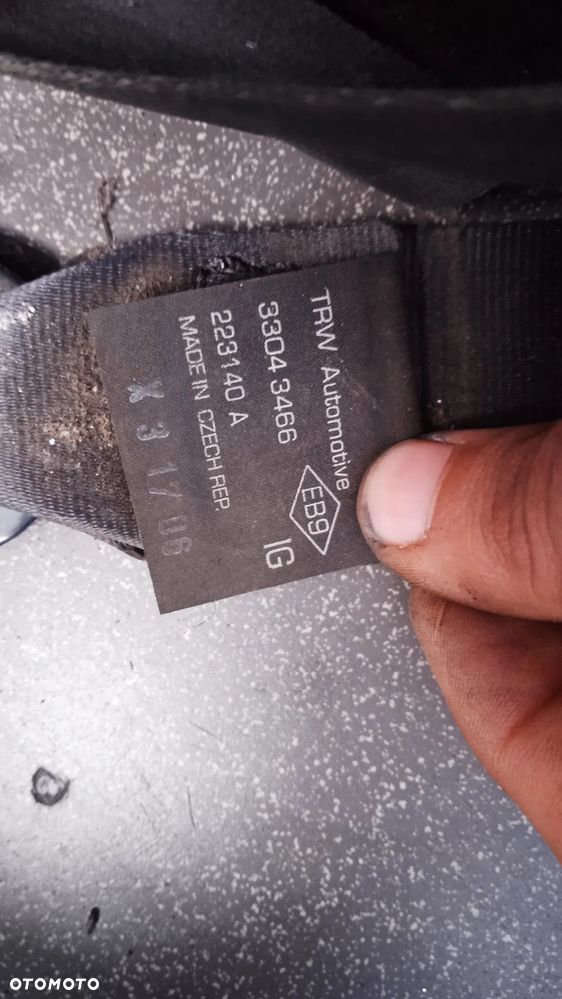 TRW Automotive
3304 3466
EB9
IG
223140 A
MADE IN CZECH REP.
X 3 17 06
OTOMOTO